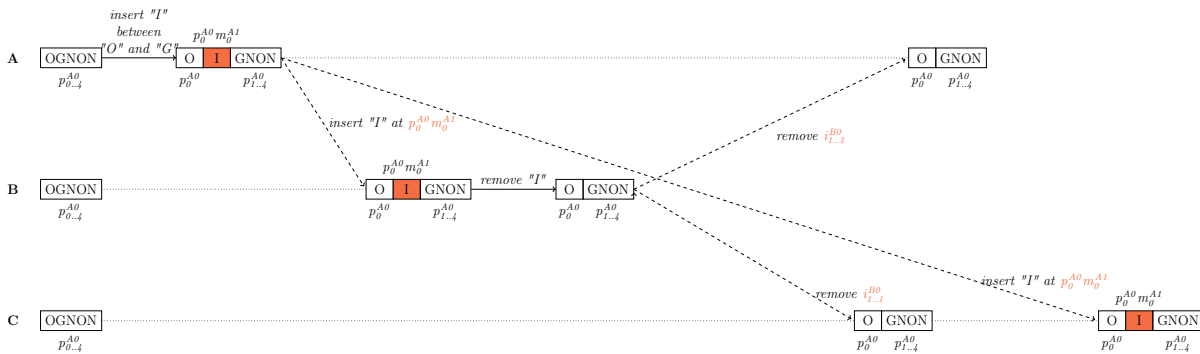 insert "I"
between
"O" and "G"
p_0^{A0}m_0^{A1}
A
OGNON
O
I
GNON
O
GNON
p_{0..4}^{A0}
p_0^{A0}
p_{1..4}^{A0}
p_0^{A0}
p_{1..4}^{A0}
insert "I" at p_0^{A0}m_0^{A1}
remove i_{1..1}^{B0}
p_0^{A0}m_0^{A1}
B
OGNON
O
I
GNON
remove "I"
O
GNON
p_{0..4}^{A0}
p_0^{A0}
p_{1..4}^{A0}
p_0^{A0}
p_{1..4}^{A0}
insert "I" at p_0^{A0}m_0^{A1}
remove i_{1..1}^{B0}
p_0^{A0}m_0^{A1}
C
OGNON
O
GNON
O
I
GNON
p_{0..4}^{A0}
p_0^{A0}
p_{1..4}^{A0}
p_0^{A0}
p_{1..4}^{A0}